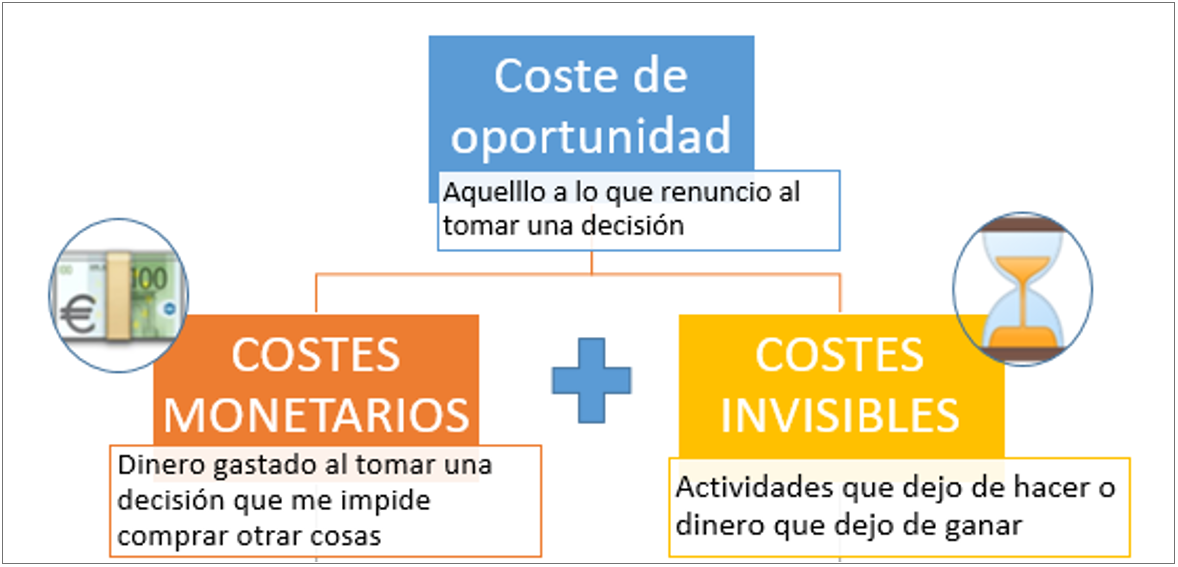 Coste de
oportunidad
Aquelllo a lo que renuncio al
tomar una decisión
100
€
COSTES
MONETARIOS
Dinero gastado al tomar una
decisión que me impide
comprar otrar cosas
COSTES
INVISIBLES
Actividades que dejo de hacer o
dinero que dejo de ganar